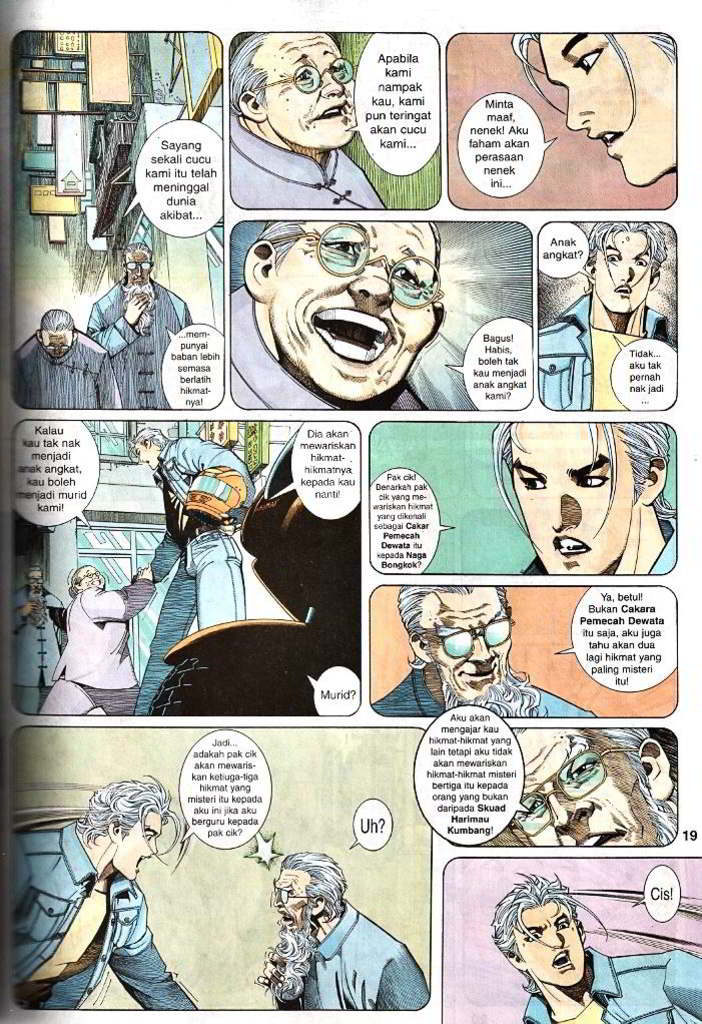 Sayang
sekali cucu
kami itu telah
meninggal
dunia
akibat...
...mem-
punyai
baban lebih
semasa
berlatih
hikmat-
nya!
Apabila
kami
nampak
kau, kami
pun teringat
akan cucu
kami...
Minta
maaf,
nenek! Aku
faham akan
perasaan
nenek
ini...
Bagus!
Habis,
boleh tak
kau menjadi
anak angkat
kami?
Anak
angkat?
Tidak...
aku tak
pernah
nak jadi
...
Kalau
kau tak nak
menjadi
anak angkat,
kau boleh
menjadi murid
kami!
Dia akan
mewariskan
hikmat-
hikmatnya
kepada kau
nanti!
Murid?
Pak cik!
Benarkah pak
cik yang me-
wariskan hikmat
yang dikenali
sebagai Cakar
Pemecah
Dewata itu
kepada Naga
Bongkok?
Ya, betul!
Bukan Cakara
Pemecah Dewata
itu saja, aku juga
tahu akan dua
lagi hikmat yang
paling misteri
itu!
Aku akan
mengajar kau
hikmat-hikmat yang
lain tetapi aku tidak
akan mewariskan
hikmat-hikmat misteri
bertiga itu kepada
orang yang bukan
daripada Skuad
Harimau
Kumbang!
Jadi...
adakah pak cik
akan mewaris-
kan ketiuga-tiga
hikmat yang
misteri itu kepada
aku ini jika aku
berguru kepada
pak cik?
Uh?
Cis!
19